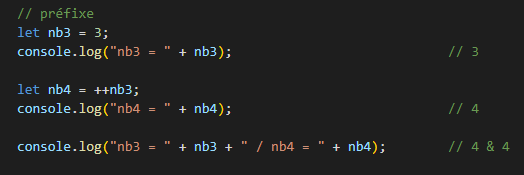 // préfixe
let nb3 = 3;
console.log("nb3 = " + nb3); // 3
let nb4 = ++nb3;
console.log("nb4 = " + nb4); // 4
console.log("nb3 = " + nb3 + " / nb4 = " + nb4); // 4 & 4